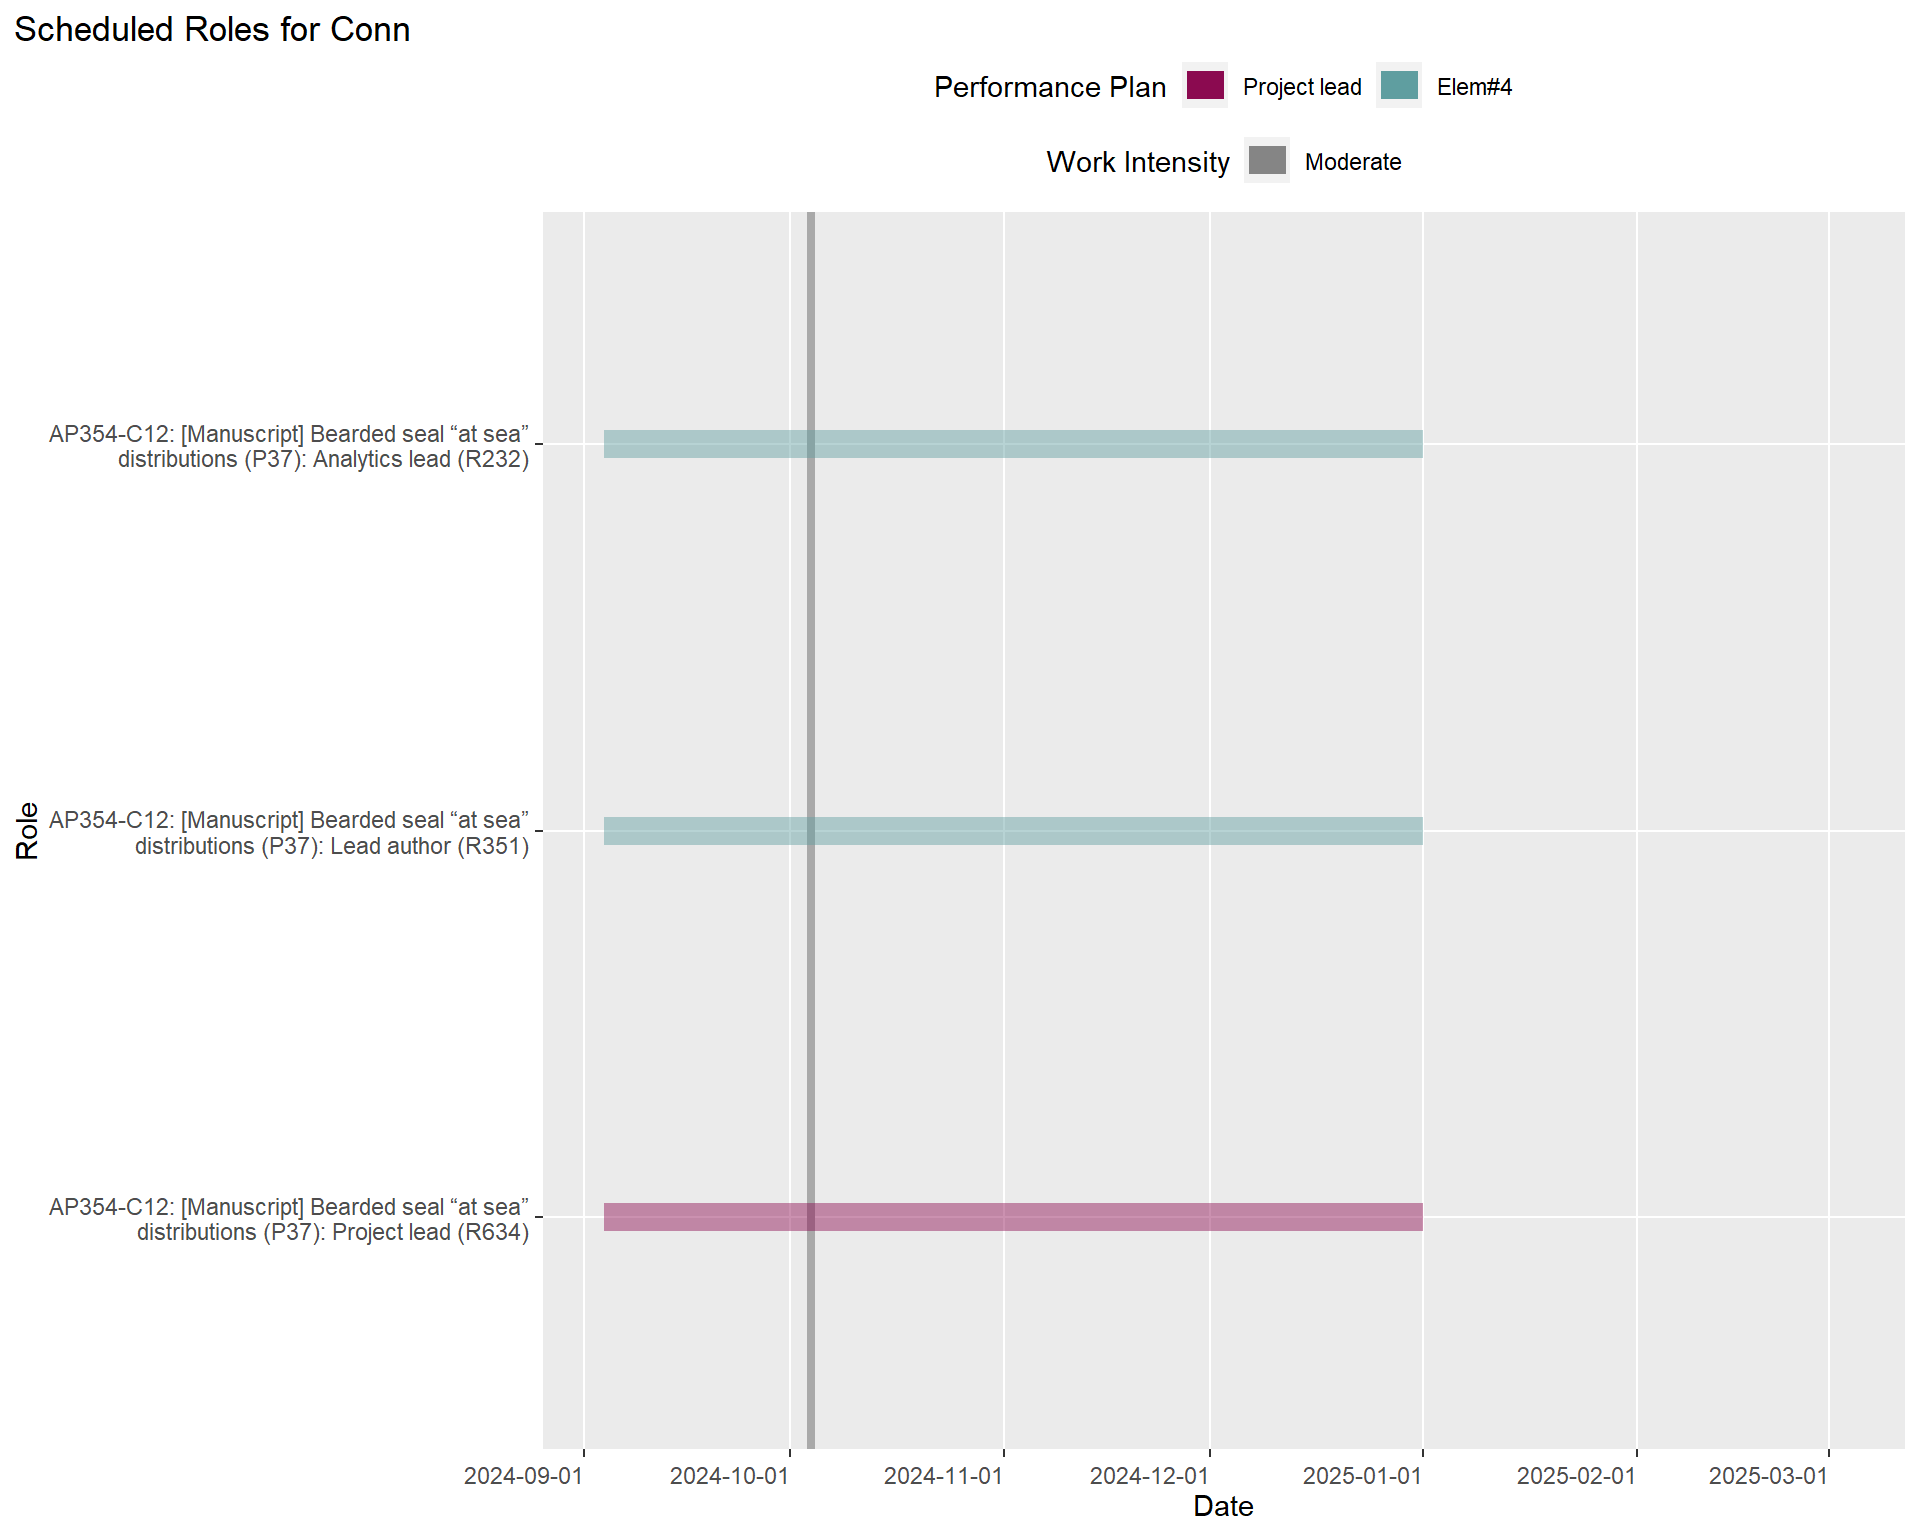 Scheduled Roles for Conn
Performance Plan Project lead Elem#4
Work Intensity Moderate
AP354-C12: [Manuscript] Bearded seal “at sea”
distributions (P37): Analytics lead (R232)
Role
AP354-C12: [Manuscript] Bearded seal “at sea”
distributions (P37): Lead author (R351)
AP354-C12: [Manuscript] Bearded seal “at sea”
distributions (P37): Project lead (R634)
2024-09-01 2024-10-01 2024-11-01 2024-12-01 2025-01-01 2025-02-01 2025-03-01
Date